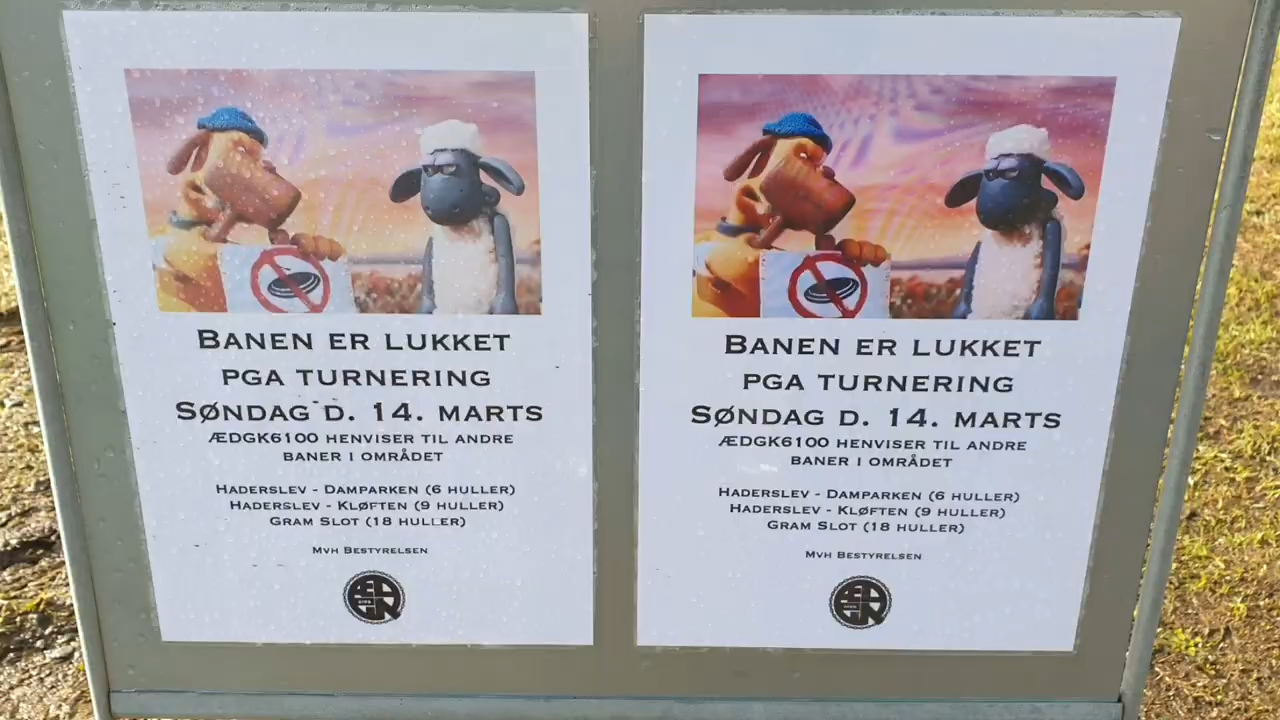 BANEN ER LUKKET
PGA TURNERING
SØNDAG D. 14. MARTS
ÆDGK6100 HENVISER TIL ANDRE
BANER I OMRÅDET
HADERSLEV - DAMPARKEN (6 HULLER)
HADERSLEV - KLØFTEN (9 HULLER)
GRAM SLOT (18 HULLER)
MVH BESTYRELSEN
BANEN ER LUKKET
PGA TURNERING
SØNDAG D. 14. MARTS
ÆDGK6100 HENVISER TIL ANDRE
BANER I OMRÅDET
HADERSLEV - DAMPARKEN (6 HULLER)
HADERSLEV - KLØFTEN (9 HULLER)
GRAM SLOT (18 HULLER)
MVH BESTYRELSEN